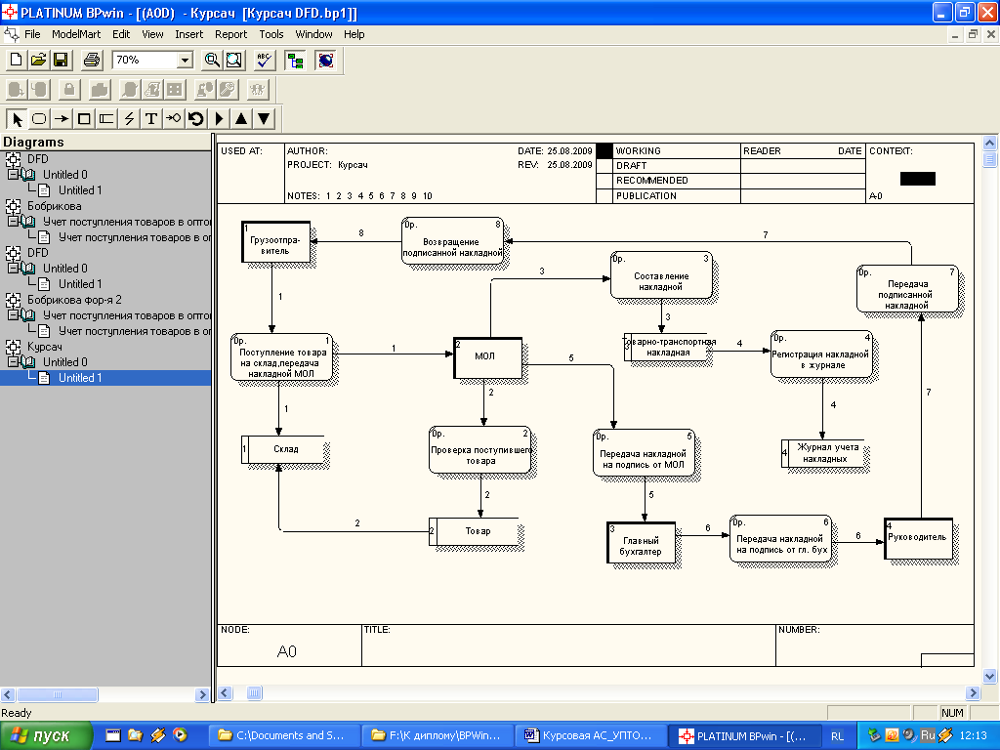 PLATINUM BPwin - [(A0D) - Курсач [Курсач DFD.bp1]]
File ModelMart Edit View Insert Report Tools Window Help
70%
ABC
T
Diagrams
DFD
Untitled 0
Untitled 1
Бобрикова
Учет поступления товаров в опто
Учет поступления товаров в оп
DFD
Untitled 0
Untitled 1
Бобрикова фор-я 2
Учет поступления товаров в опто
Учет поступления товаров в оп
Курсач
Untitled 0
Untitled 1
USED AT:
AUTHOR:
PROJECT: Курсач
NOTES: 1 2 3 4 5 6 7 8 9 10
DATE: 25.08.2009
REV: 25.08.2009
WORKING
DRAFT
RECOMMENDED
PUBLICATION
READER DATE
CONTEXT:
A-0
1
Грузоотпра-
витель
8
0р. 8
Возвращение
подписанной накладной
7
0р. 7
Передача
подписанной
накладной
3
0р. 3
Составление
накладной
1
3
0р. 1
Поступление товара
на склад,передача
накладной МОЛ
1
2
МОЛ
5
3
товарно-транспортная
накладная
4
0р. 4
Регистрация накладной
в журнале
1
2
4
7
1
Склад
0р. 2
Проверка поступившего
товара
0р. 5
Передача накладной
на подпись от МОЛ
4
Журнал учета
накладных
2
2
2
Товар
5
3
Главный
бухгалтер
6
0р. 6
Передача накладной
на подпись от гл. бух
6
4
Руководитель
NODE:
A0
TITLE:
NUMBER:
Ready
NUM
пуск
C:\Documents and S...
F:\К диплому\BPWin...
Курсовая АС_УПТО...
PLATINUM BPwin - [(...
RL
Ru
12:13